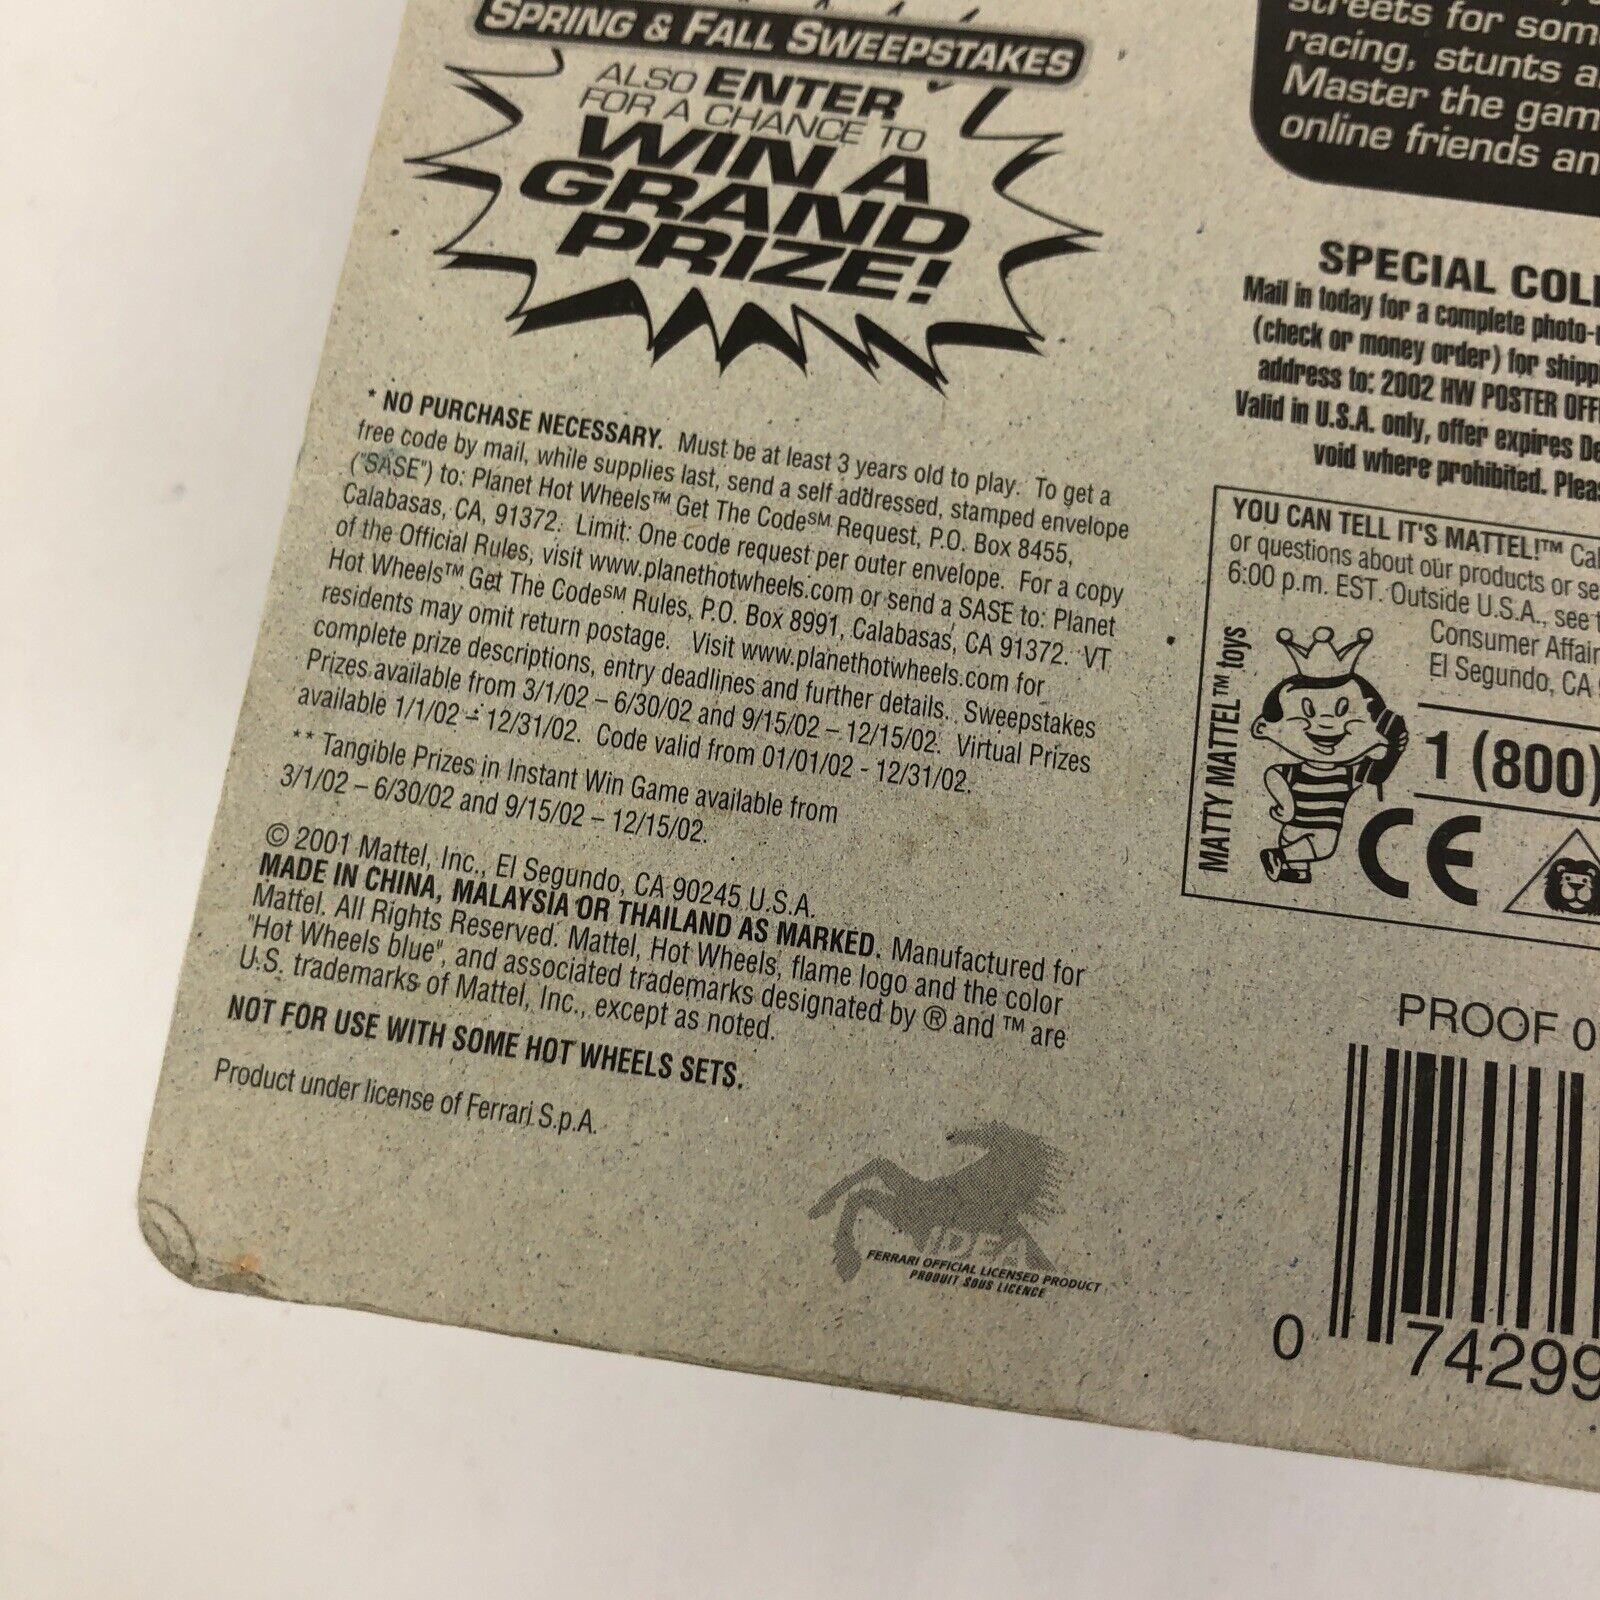 SPRING & FALL SWEEPSTAKES
ALSO ENTER
FOR A CHANCE TO
WIN A
GRAND
PRIZE!
* NO PURCHASE NECESSARY. Must be at least 3 years old to play. To get a
free code by mail, while supplies last, send a self addressed, stamped envelope
("SASE") to: Planet Hot Wheels™ Get The Code℠ Request, P.O. Box 8455,
Calabasas, CA, 91372. Limit: One code request per outer envelope. For a copy
of the Official Rules, visit www.planethotwheels.com or send a SASE to: Planet
Hot Wheels™ Get The Code℠ Rules, P.O. Box 8991, Calabasas, CA 91372. VT
residents may omit return postage. Visit www.planethotwheels.com for
complete prize descriptions, entry deadlines and further details. Sweepstakes
Prizes available from 3/1/02 – 6/30/02 and 9/15/02 – 12/15/02. Virtual Prizes
available 1/1/02 – 12/31/02. Code valid from 01/01/02 - 12/31/02.
** Tangible Prizes in Instant Win Game available from
3/1/02 – 6/30/02 and 9/15/02 – 12/15/02.
© 2001 Mattel, Inc., El Segundo, CA 90245 U.S.A.
MADE IN CHINA, MALAYSIA OR THAILAND AS MARKED. Manufactured for
Mattel. All Rights Reserved. Mattel, Hot Wheels, flame logo and the color
"Hot Wheels blue", and associated trademarks designated by ® and ™ are
U.S. trademarks of Mattel, Inc., except as noted.
NOT FOR USE WITH SOME HOT WHEELS SETS.
Product under license of Ferrari S.p.A.
IDEA
FERRARI OFFICIAL LICENSED PRODUCT
PRODUIT SOUS LICENCE
streets for som
racing, stunts a
Master the gam
online friends an
SPECIAL COLL
Mail in today for a complete photo-
(check or money order) for shipp
address to: 2002 HW POSTER OFF
Valid in U.S.A. only, offer expires De
void where prohibited. Pleas
YOU CAN TELL IT'S MATTEL!™ Cal
or questions about our products or se
6:00 p.m. EST. Outside U.S.A., see t
Consumer Affair
El Segundo, CA
MATTY MATTEL™ toys
1 (800)
CE
PROOF O
0 74299